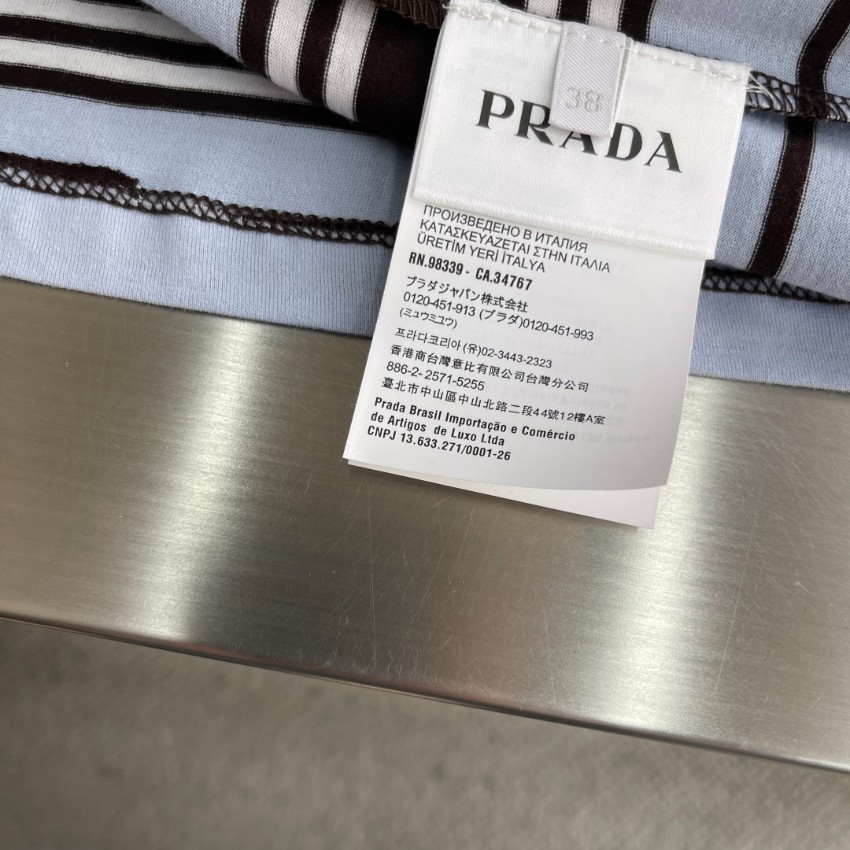 38
PRADA
ПРОИЗВЕДЕНО В ИТАЛИЯ
ΚΑΤΑΣΚΕΥΑΖΕΤΑΙ ΣΤΗΝ ΙΤΑΛΙΑ
ÜRETİM YERİ İTALYA
RN.98339 - CA.34767
プラダジャパン株式会社
0120-451-913 (プラダ)0120-451-993
(ミュウミュウ)
프라다코리아(유)02-3443-2323
香港商台灣意比有限公司台灣分公司
886-2- 2571-5255
臺北市中山區中山北路二段44號12樓A室
Prada Brasil Importação e Comércio
de Artigos de Luxo Ltda
CNPJ 13.633.271/0001-26